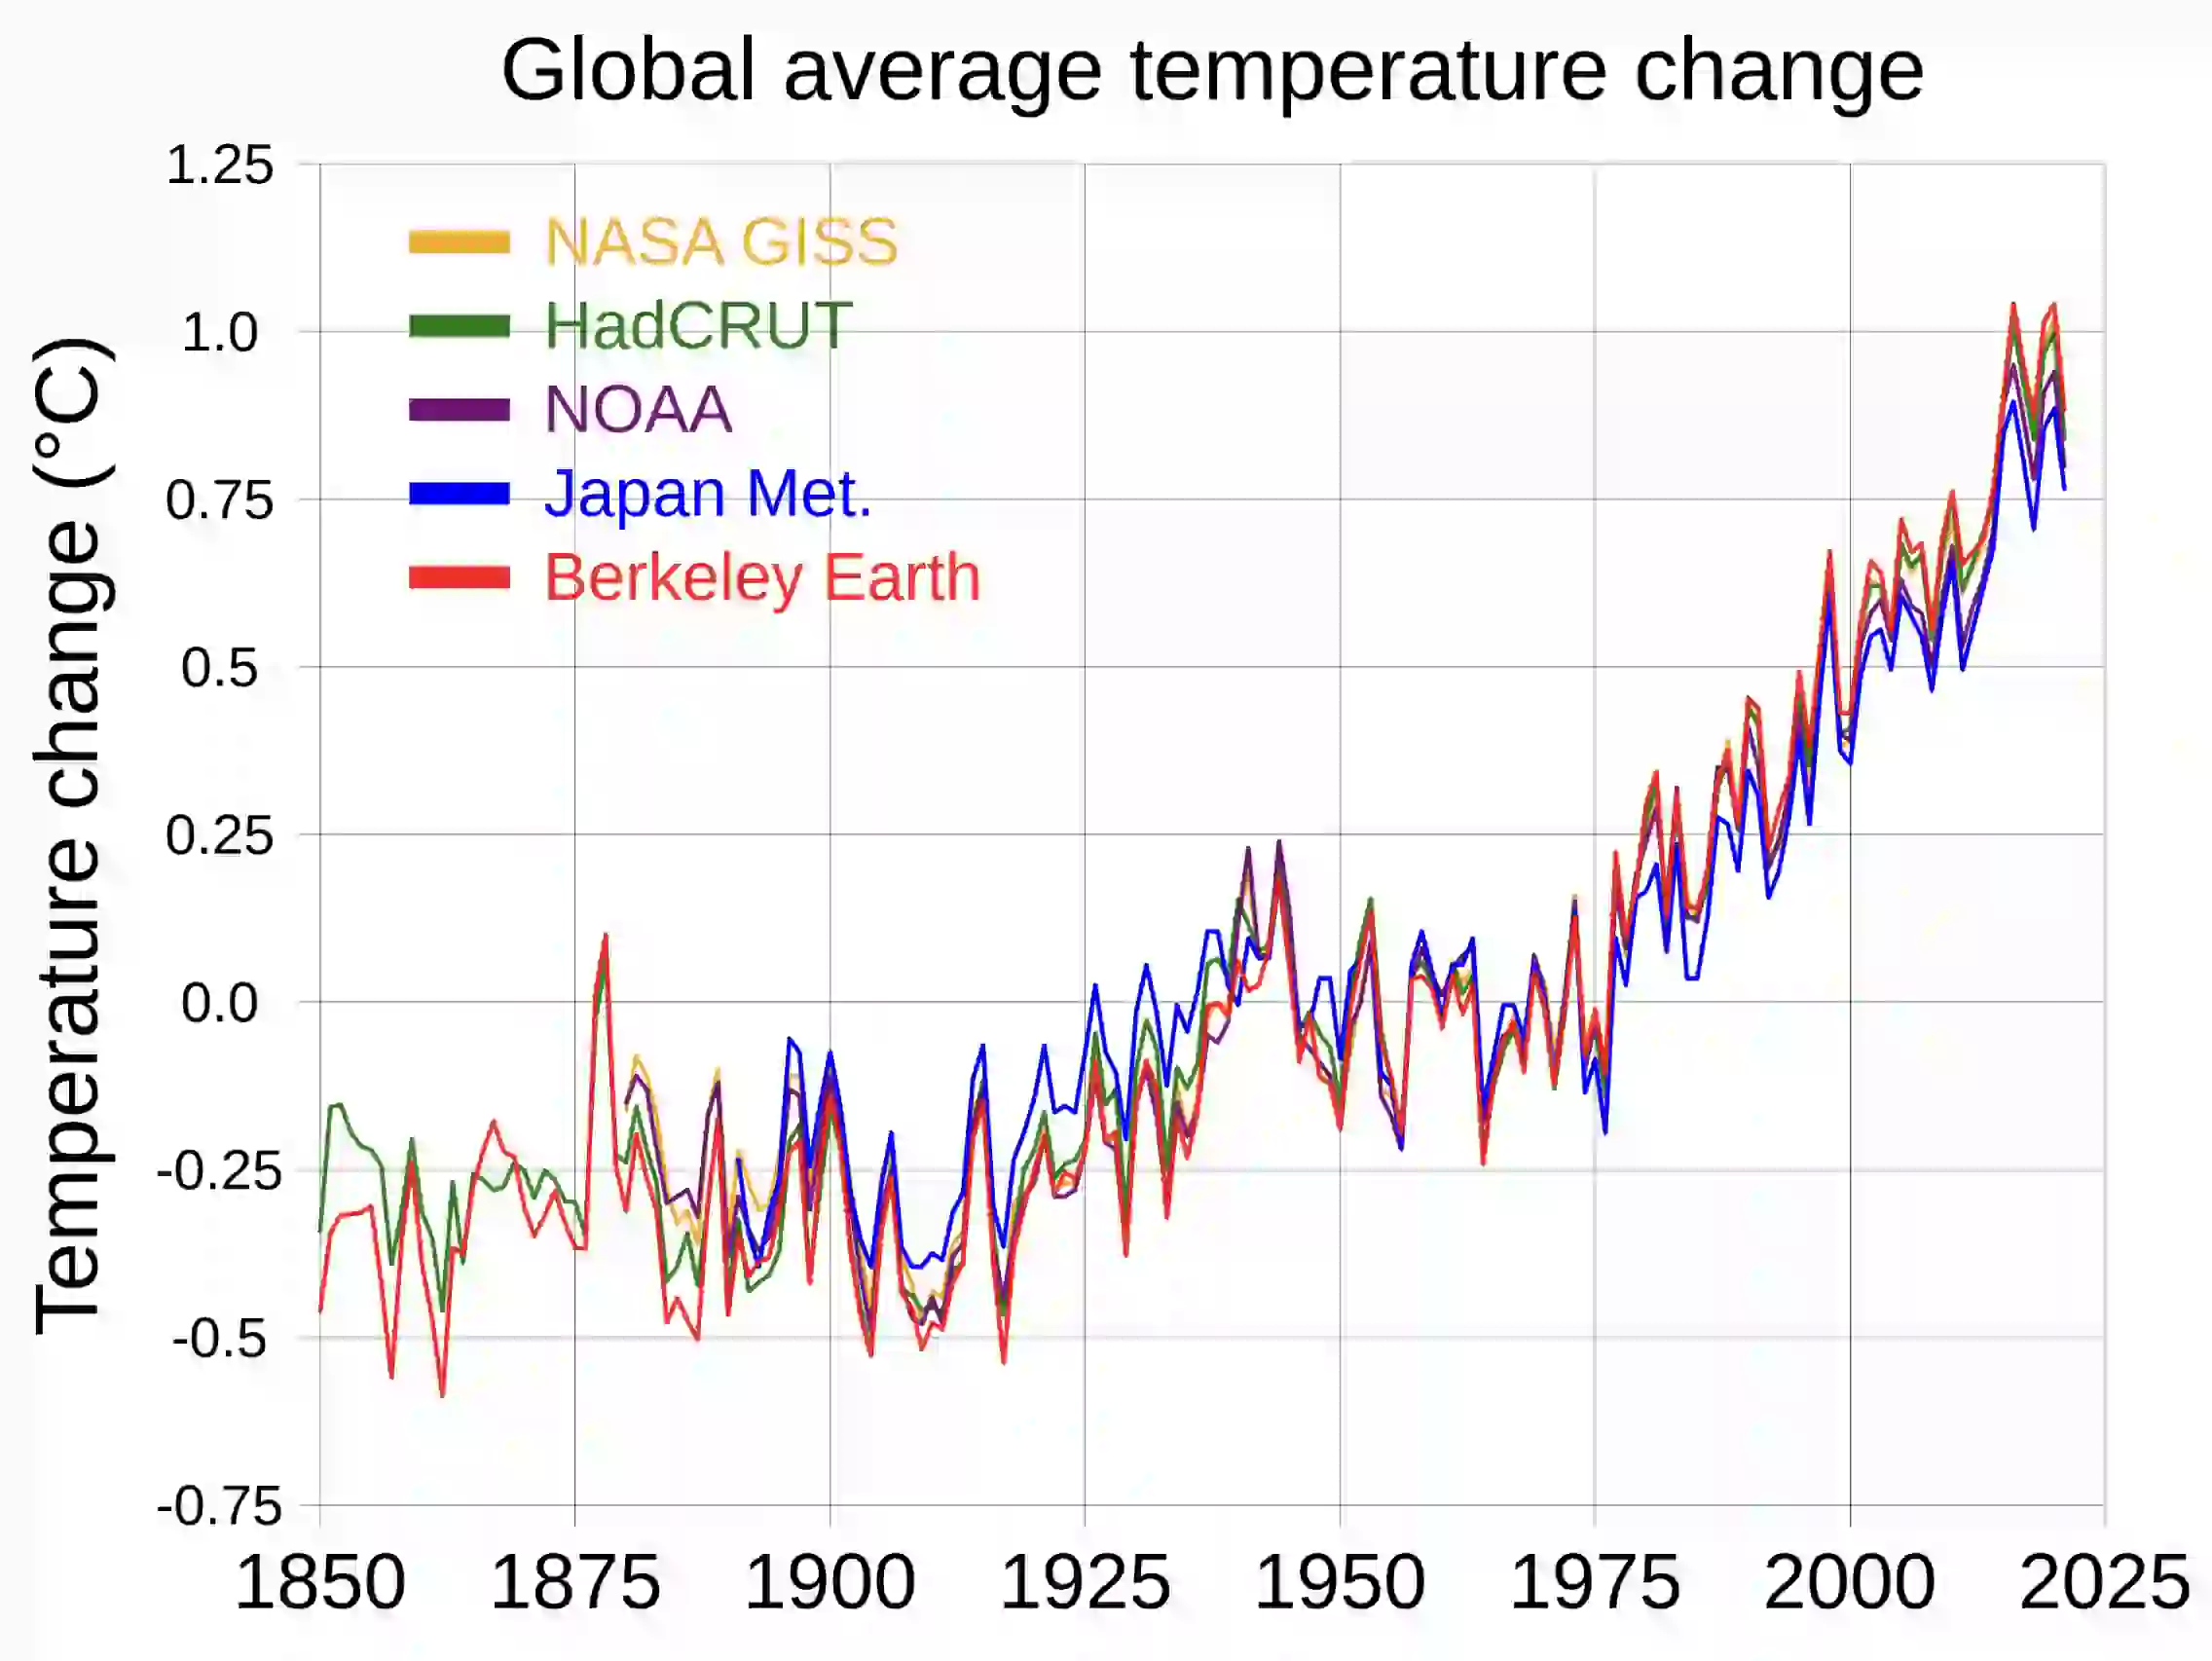 Global average temperature change
Temperature change (°C)
1.25
1.0
0.75
0.5
0.25
0.0
-0.25
-0.5
-0.75
NASA GISS
HadCRUT
NOAA
Japan Met.
Berkeley Earth
1850 1875 1900 1925 1950 1975 2000 2025